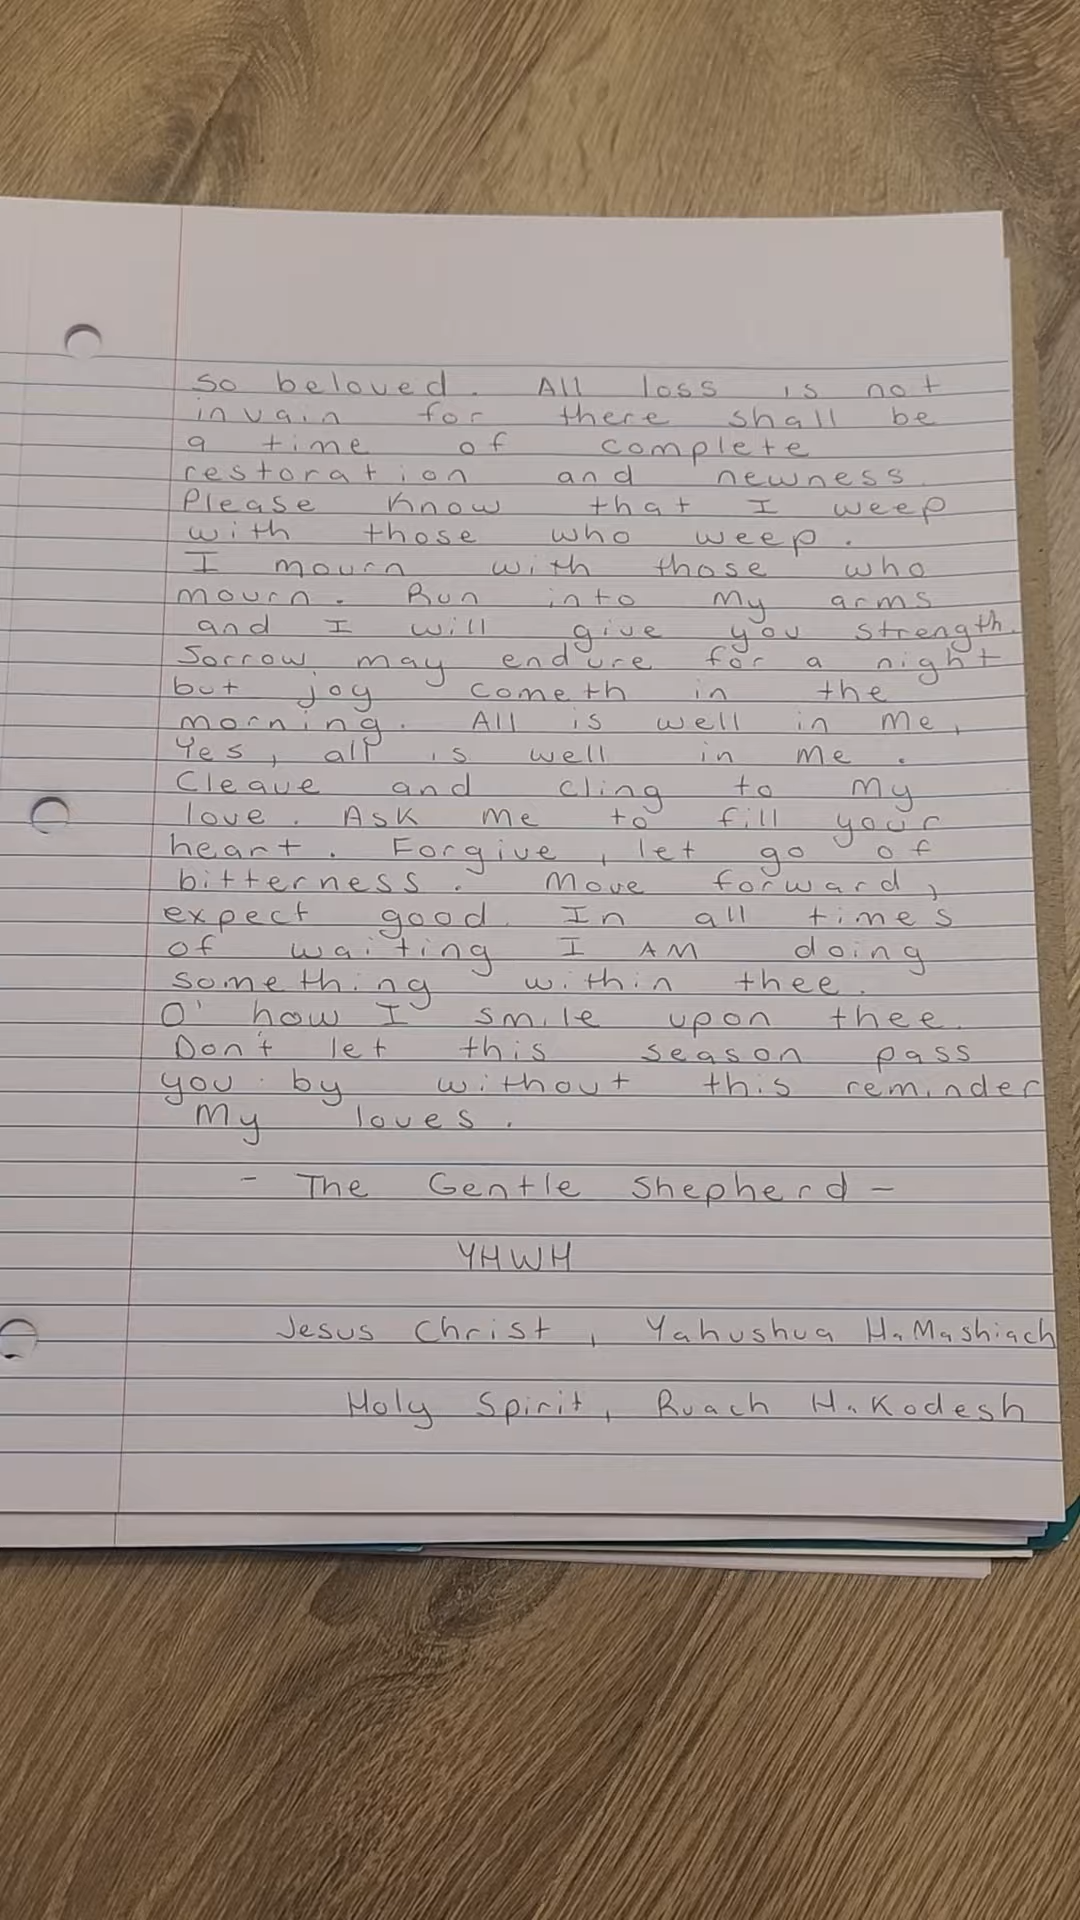 so beloved. All loss is not
in vain for there shall be
a time of complete
restoration and newness.
Please Know that I weep
with those who weep.
I mourn with those who
mourn. Run into My arms
and I will give you strength.
Sorrow may endure for a night
but joy cometh in the
morning. All is well in Me,
Yes, all is well in Me.
Cleave and cling to My
love. Ask Me to fill your
heart. Forgive, let go of
bitterness. Move forward,
expect good. In all times
of waiting I AM doing
something within thee.
O' how I smile upon thee.
Don't let this season pass
you by without this reminder
My loves.
- The Gentle Shepherd -
YHWH
Jesus Christ, Yahushua HaMashiach
Holy Spirit, Ruach HaKodesh